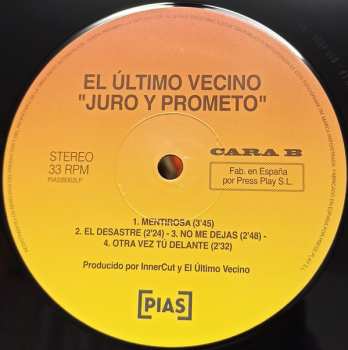 EL ÚLTIMO VECINO
"JURO Y PROMETO"
STEREO
33 RPM
CARA B
Fab. en España
por Press Play S.L.
1. MENTIROSA (3'45)
2. EL DESASTRE (2'24) - 3. NO ME DEJAS (2'48) -
4. OTRA VEZ TÚ DELANTE (2'32)
Producido por InnerCut y El Último Vecino
[PIAS]